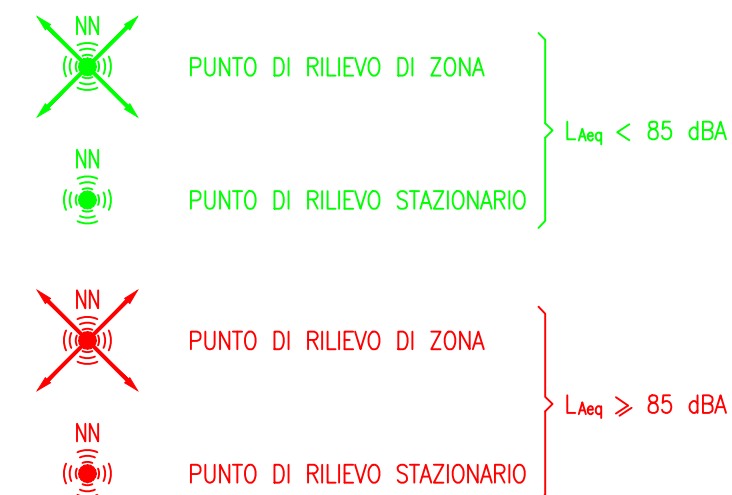 NN
PUNTO DI RILIEVO DI ZONA
LAeq < 85 dBA
NN
PUNTO DI RILIEVO STAZIONARIO
NN
PUNTO DI RILIEVO DI ZONA
LAeq ⩾ 85 dBA
NN
PUNTO DI RILIEVO STAZIONARIO